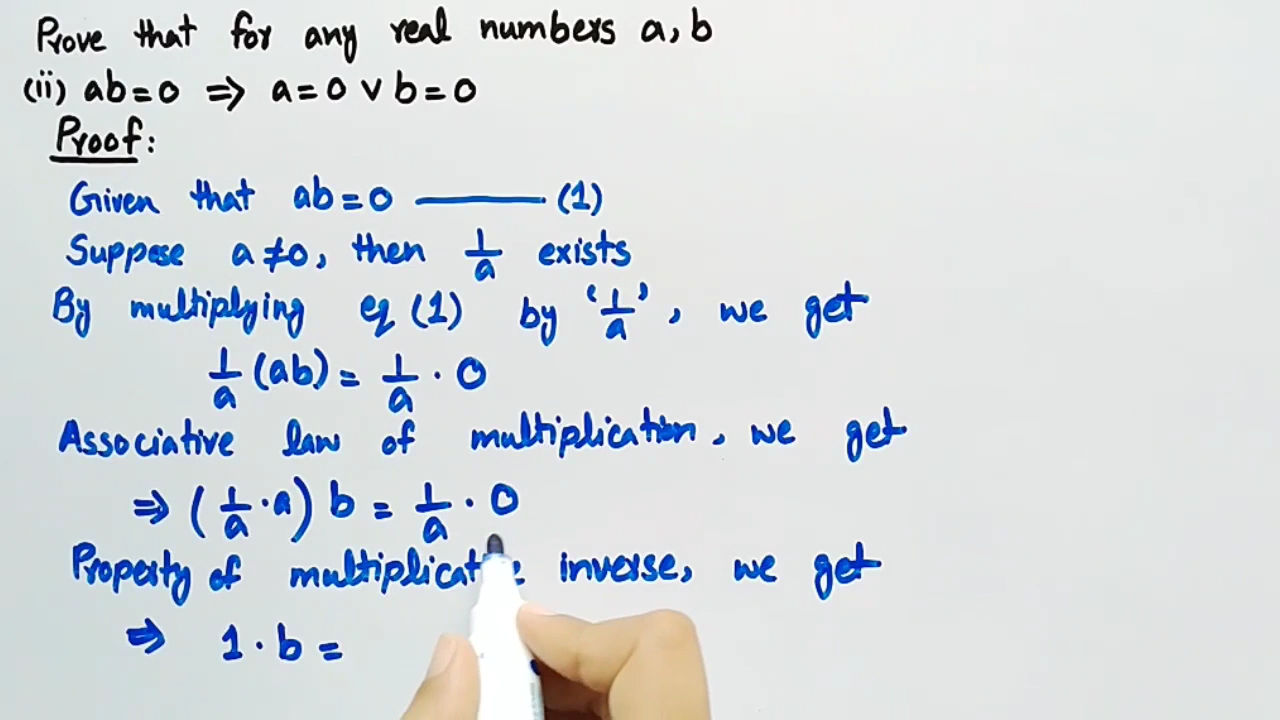 Prove that for any real numbers a, b
(ii) ab = 0 ⇒ a = 0 ∨ b = 0
Proof:
Given that ab = 0 ——— (1)
Suppose a ≠ 0, then 1/a exists
By multiplying eq (1) by '1/a', we get
1/a (ab) = 1/a · 0
Associative law of multiplication, we get
⇒ (1/a · a) b = 1/a · 0
Property of multiplicative inverse, we get
⇒ 1 · b =